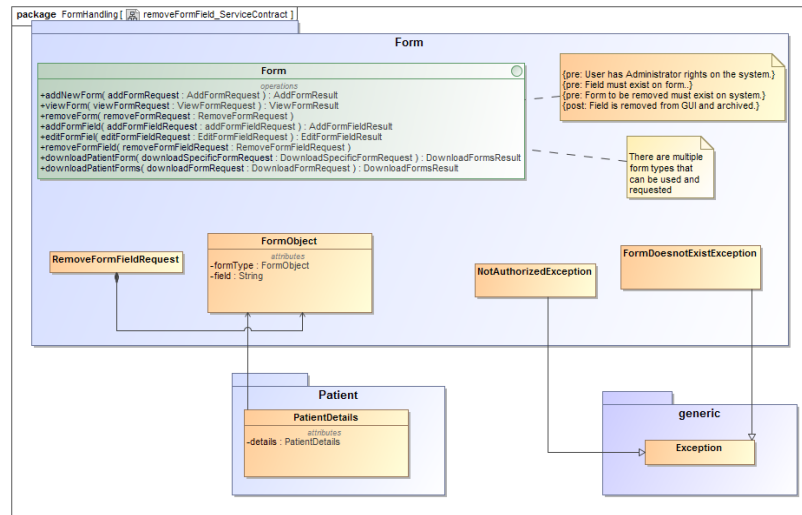 package FormHandling [ removeFormField_ServiceContract ]
Form
Form
operations
+addNewForm( addFormRequest : AddFormRequest ) : AddFormResult
+viewForm( viewFormRequest : ViewFormRequest ) : ViewFormResult
+removeForm( removeFormRequest : RemoveFormRequest )
+addFormField( addFormFieldRequest : addFormFieldRequest ) : AddFormFieldResult
+editFormFiel( editFormFieldRequest : EditFormFieldRequest ) : EditFormFieldResult
+removeFormField( removeFormFieldRequest : RemoveFormFieldRequest )
+downloadPatientForm( downloadSpecificFormRequest : DownloadSpecificFormRequest ) : DownloadFormsResult
+downloadPatientForms( downloadFormRequest : DownloadFormRequest ) : DownloadFormsResult
{pre: User has Administrator rights on the system.}
{pre: Field must exist on form..}
{pre: Form to be removed must exist on system.}
{post: Field is removed from GUI and archived.}
There are multiple
form types that
can be used and
requested
RemoveFormFieldRequest
FormObject
attributes
-formType : FormObject
-field : String
NotAuthorizedException
FormDoesnotExistException
Patient
PatientDetails
attributes
-details : PatientDetails
generic
Exception